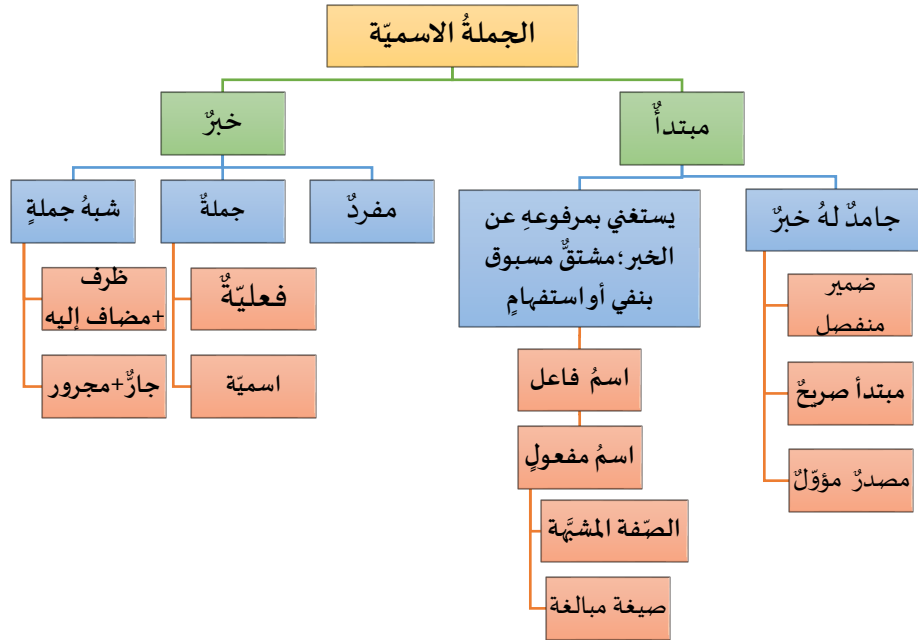 الجملةُ الاسميّة
مبتدأٌ
خبرٌ
جامدٌ لهُ خبرٌ
يستغني بمرفوعهِ عن
الخبر؛مشتقٌّ مسبوق
بنفي أو استفهامٍ
مفردٌ
جملةٌ
شبهُ جملةٍ
ضمير
منفصل
مبتدأ صريحٌ
مصدرٌ مؤوّلٌ
اسمُ فاعل
اسمُ مفعولٍ
الصّفة المشبَّهة
صيغة مبالغة
فعليّةٌ
اسميّة
ظرف
+مضاف إليه
جارٌّ+مجرور